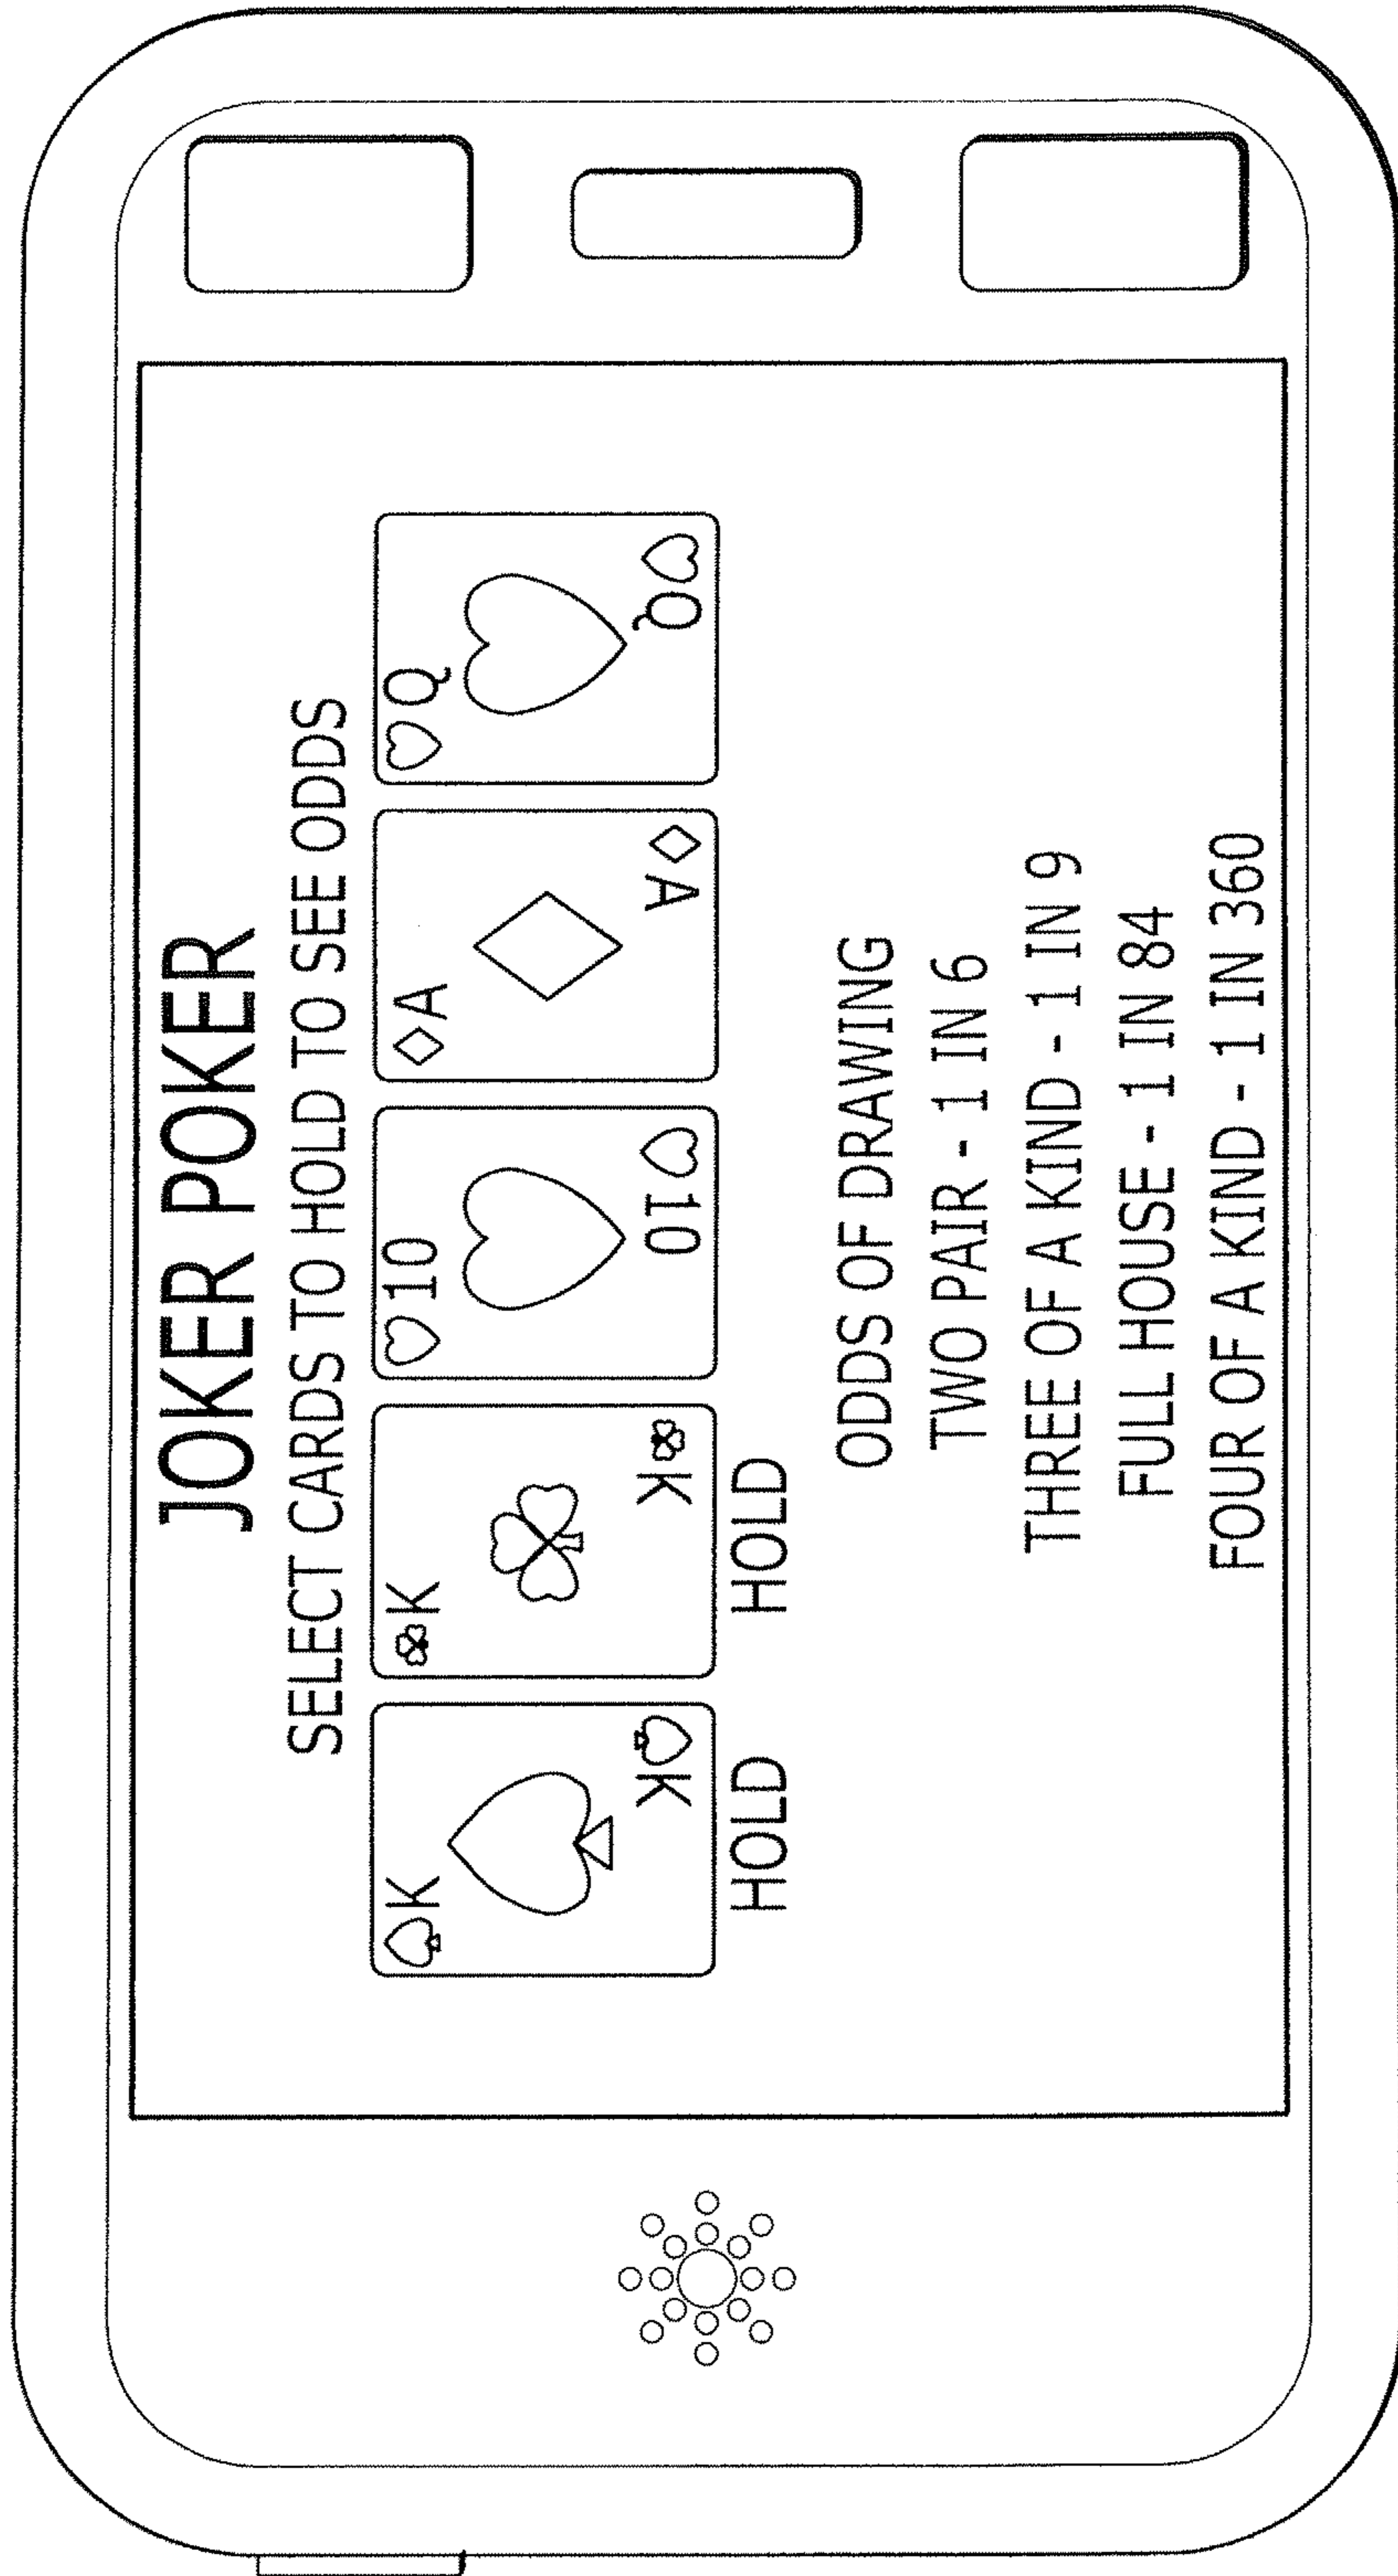 JOKER POKER
SELECT CARDS TO HOLD TO SEE ODDS
K K 10 A Q
K K 10 A Q
HOLD HOLD
ODDS OF DRAWING
TWO PAIR - 1 IN 6
THREE OF A KIND - 1 IN 9
FULL HOUSE - 1 IN 84
FOUR OF A KIND - 1 IN 360